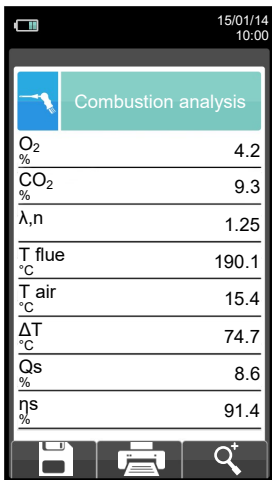 15/01/14
10:00
Combustion analysis
O₂
% 4.2
CO₂
% 9.3
λ,n 1.25
T flue
°C 190.1
T air
°C 15.4
ΔT
°C 74.7
Qs
% 8.6
ηs
% 91.4